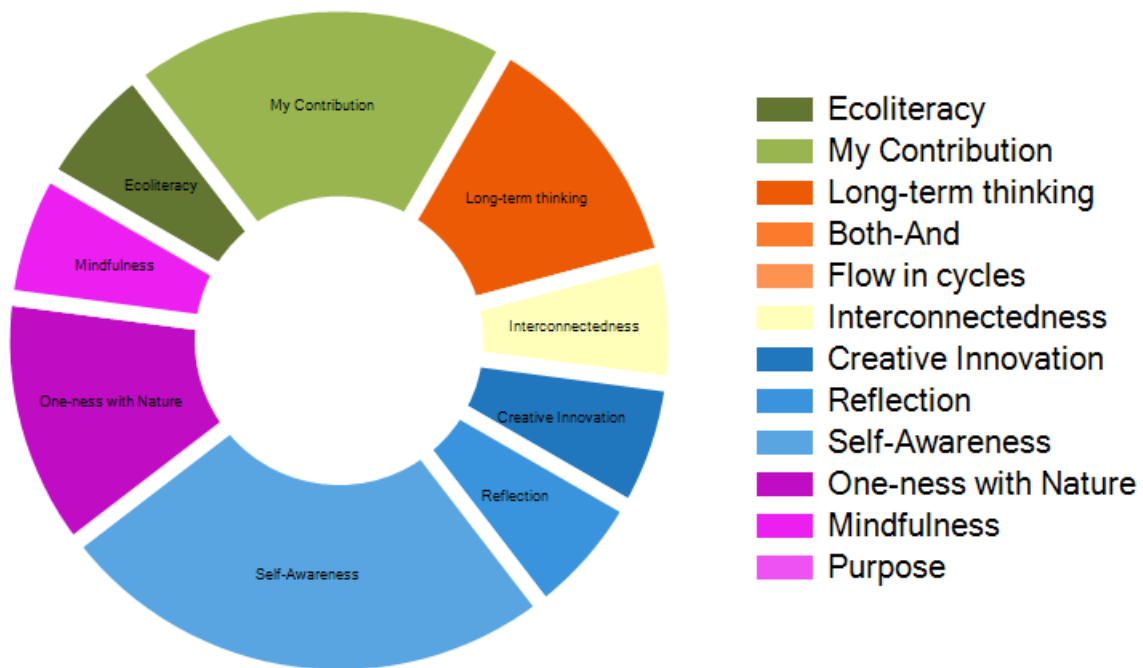 My Contribution
Long-term thinking
Ecoliteracy
Mindfulness
Interconnectedness
One-ness with Nature
Creative Innovation
Reflection
Self-Awareness
Ecoliteracy
My Contribution
Long-term thinking
Both-And
Flow in cycles
Interconnectedness
Creative Innovation
Reflection
Self-Awareness
One-ness with Nature
Mindfulness
Purpose